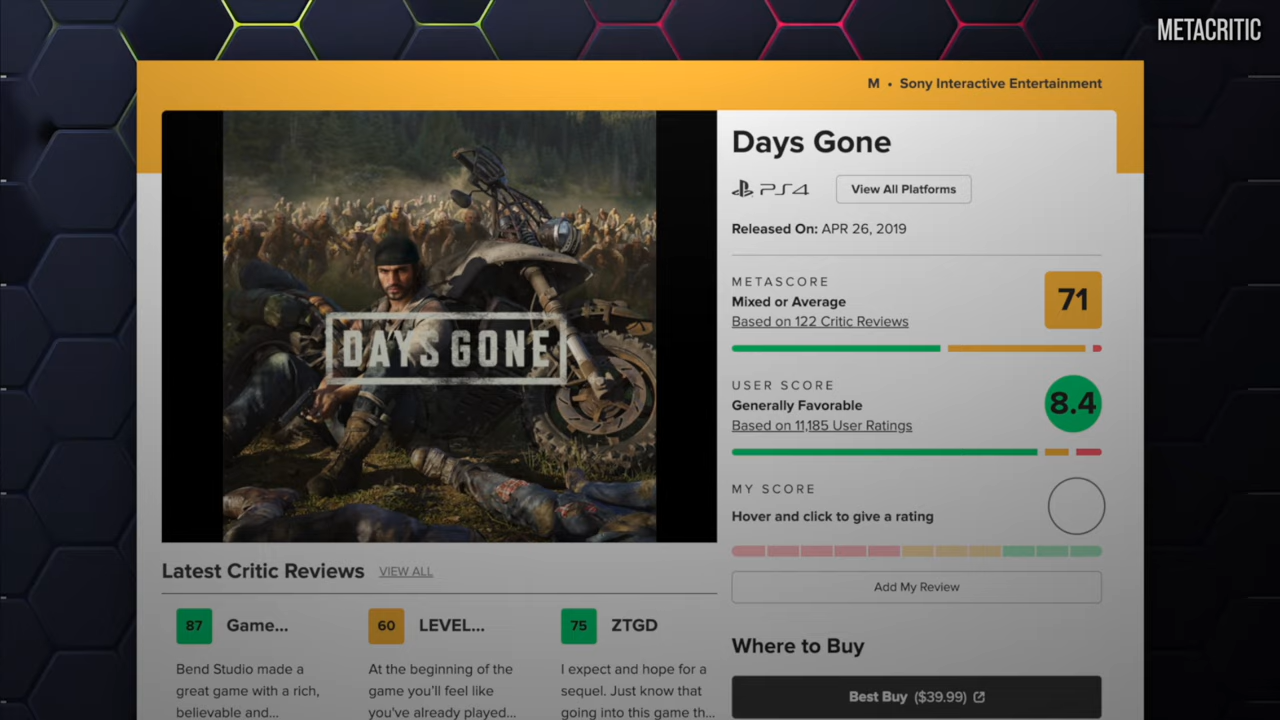 METACRITIC
M • Sony Interactive Entertainment
Days Gone
PS4
View All Platforms
Released On: APR 26, 2019
METASCORE
Mixed or Average
71
Based on 122 Critic Reviews
USER SCORE
Generally Favorable
8.4
Based on 11,185 User Ratings
MY SCORE
Hover and click to give a rating
Add My Review
Where to Buy
Best Buy ($39.99)
DAYS GONE
Latest Critic Reviews VIEW ALL
87 Game...
Bend Studio made a
great game with a rich,
believable and...
60 LEVEL...
At the beginning of the
game you'll feel like
you've already played...
75 ZTGD
I expect and hope for a
sequel. Just know that
going into this game th...